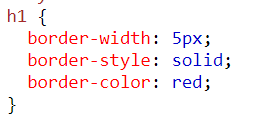 h1 {
  border-width: 5px;
  border-style: solid;
  border-color: red;
}